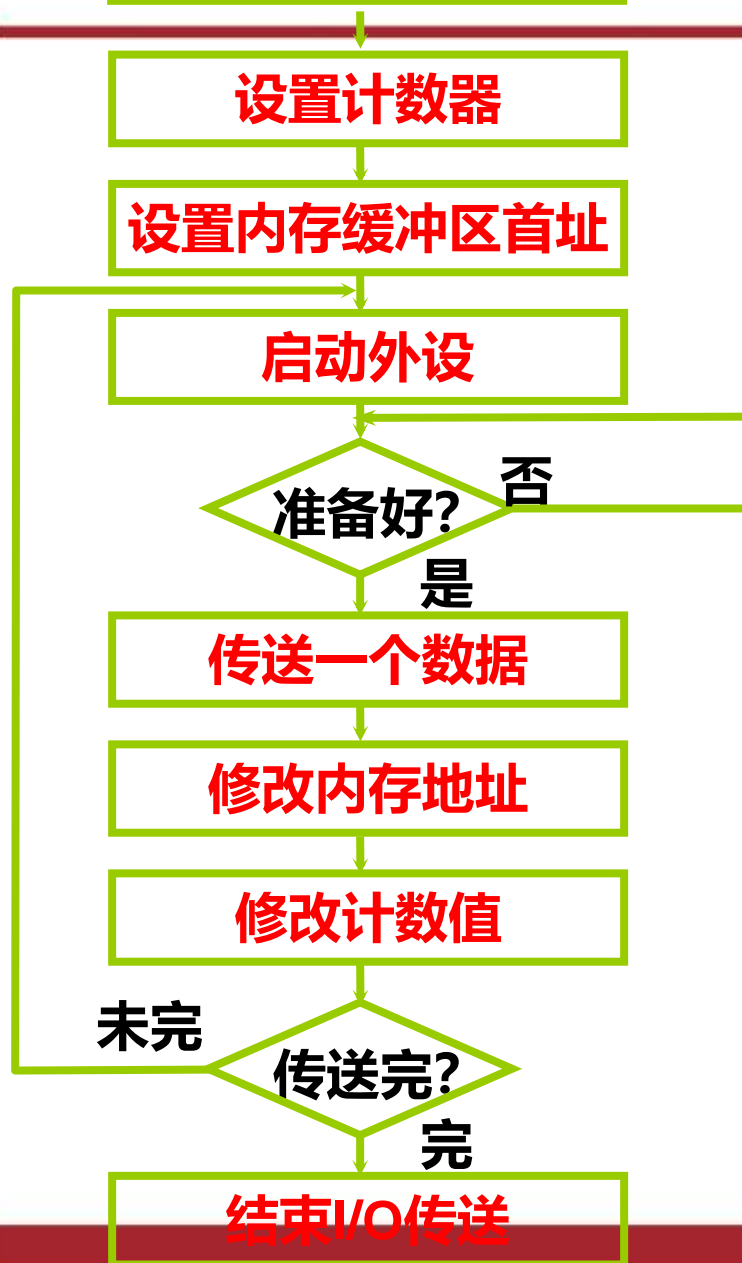 设置计数器
设置内存缓冲区首址
启动外设
准备好?
否
是
传送一个数据
修改内存地址
修改计数值
未完
传送完?
完
结束I/O传送